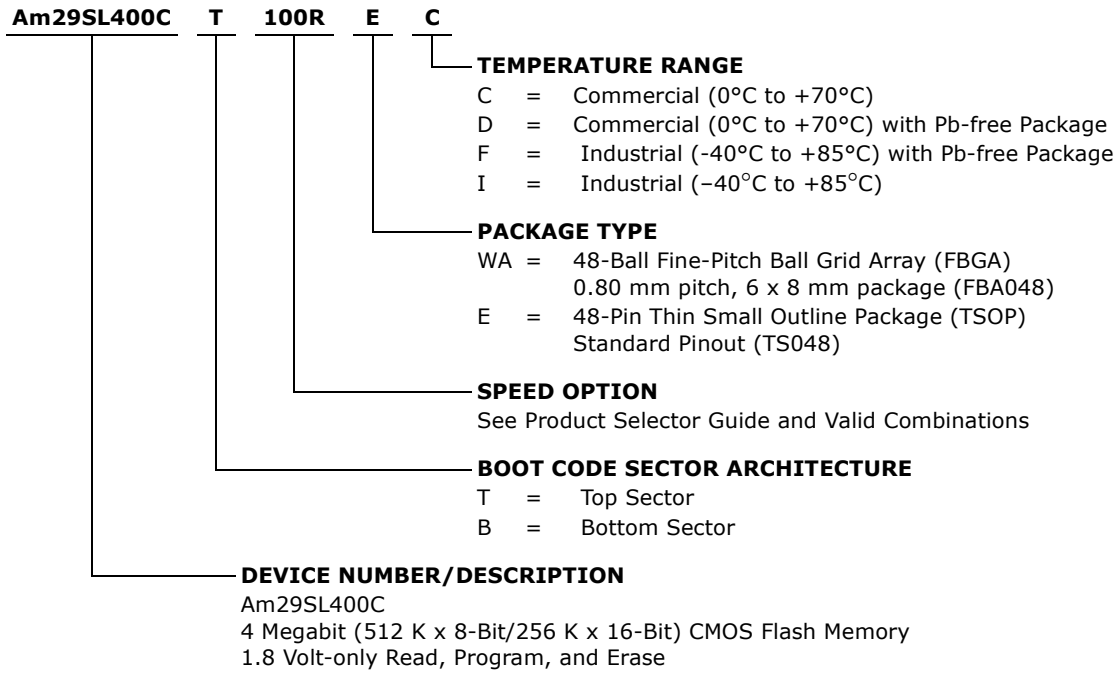 Am29SL400C T 100R E C
TEMPERATURE RANGE
C = Commercial (0°C to +70°C)
D = Commercial (0°C to +70°C) with Pb-free Package
F = Industrial (-40°C to +85°C) with Pb-free Package
I = Industrial (–40°C to +85°C)
PACKAGE TYPE
WA = 48-Ball Fine-Pitch Ball Grid Array (FBGA)
0.80 mm pitch, 6 x 8 mm package (FBA048)
E = 48-Pin Thin Small Outline Package (TSOP)
Standard Pinout (TS048)
SPEED OPTION
See Product Selector Guide and Valid Combinations
BOOT CODE SECTOR ARCHITECTURE
T = Top Sector
B = Bottom Sector
DEVICE NUMBER/DESCRIPTION
Am29SL400C
4 Megabit (512 K x 8-Bit/256 K x 16-Bit) CMOS Flash Memory
1.8 Volt-only Read, Program, and Erase